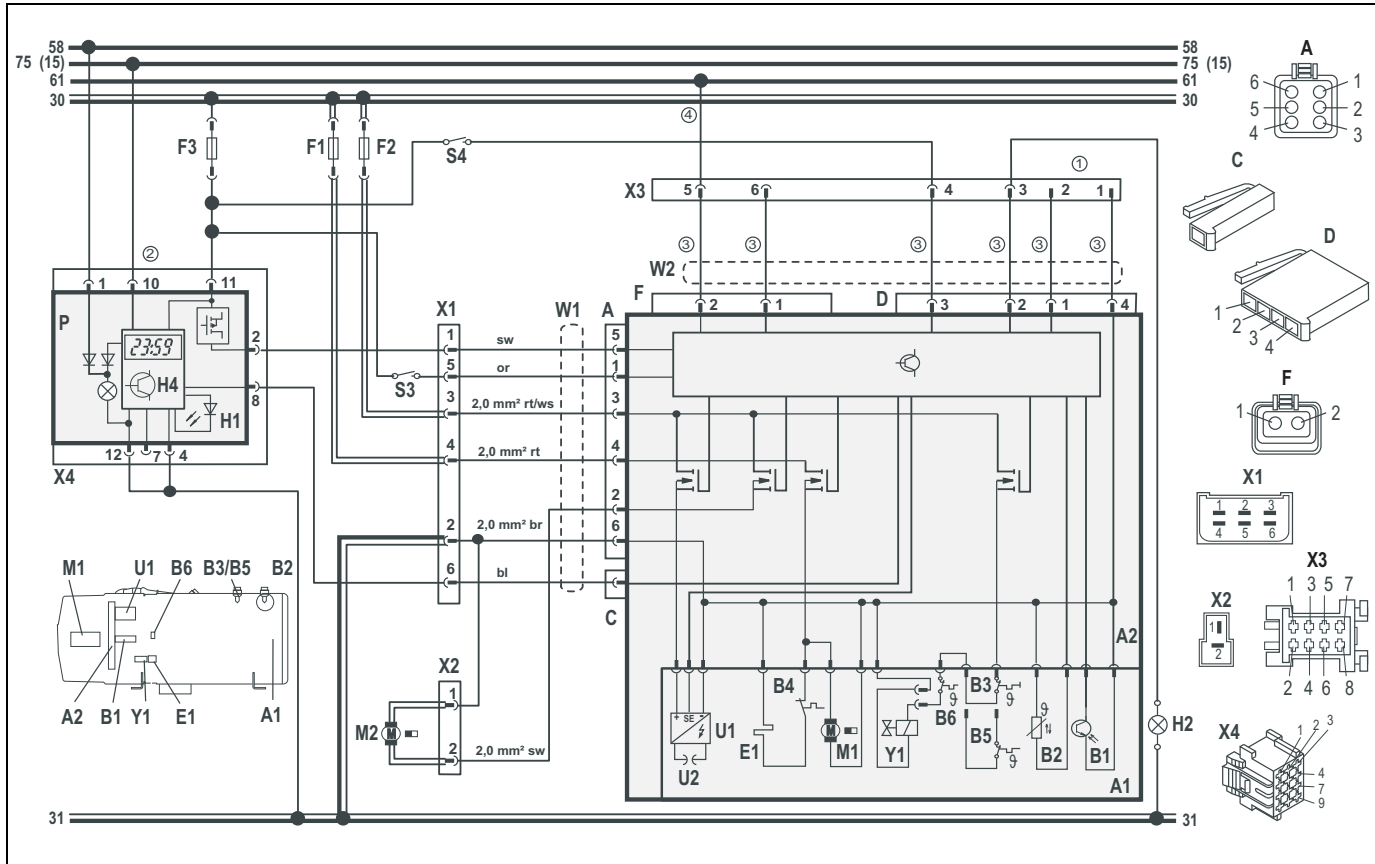 58 58
75 (15) 75 (15)
61 61
30 30
A
6 1
5 2
4 3
F3 F1 F2
S4
④
①
X3 5 6 4 3 2 1
C
②
③ ③ ③ ③ ③ ③
W2
D
1 2 3 4
1 10 11
P
X1 W1 A
F 2 1 D 3 2 1 4
23:59
H4
H1
2
8
1 sw 5
5 or 1
S3
3 2,0 mm² rt/ws 3
4 2,0 mm² rt 4
2
2 2,0 mm² br 6
6 bl
C
12 7 4
X4
F
1 2
X1
1 2 3
4 5 6
M1 U1 B6 B3/B5 B2
A2 B1 Y1 E1 A1
X2
1
M2
2 2,0 mm² sw
A2
+ SE -
U1
U2
E1
B4
M
M1
Y1
B6
B3
ϑ
B5
ϑ
ϑ
B2
B1
A1
H2
X2
1
2
X3
1 3 5 7
2 4 6 8
X4
1 2 3
4
7
9
31 31